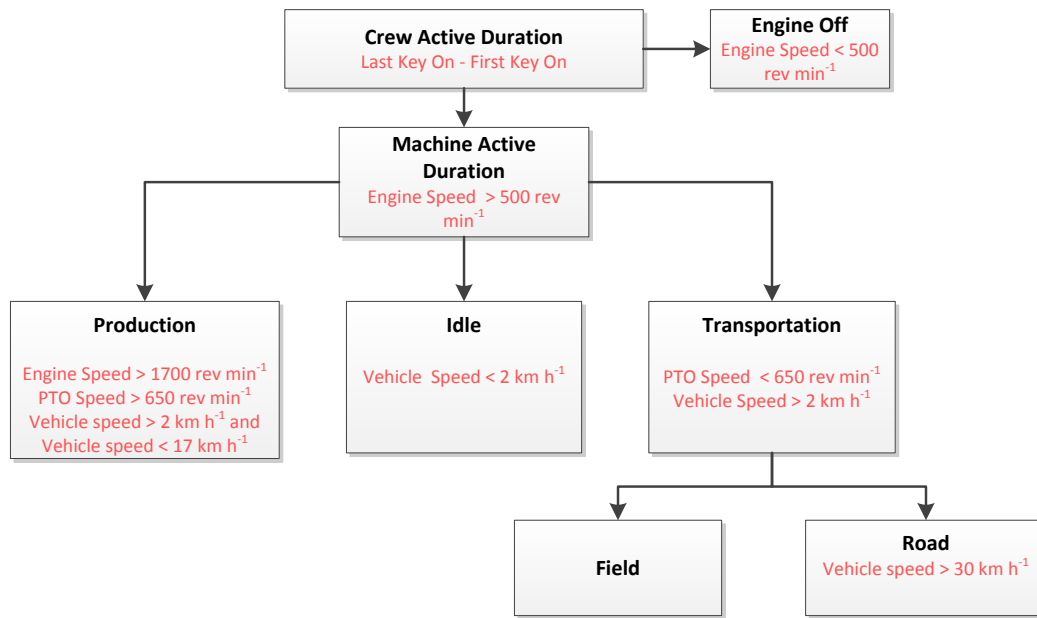 Crew Active Duration
Last Key On - First Key On
Engine Off
Engine Speed < 500
rev min⁻¹
Machine Active
Duration
Engine Speed > 500 rev
min⁻¹
Production
Engine Speed > 1700 rev min⁻¹
PTO Speed > 650 rev min⁻¹
Vehicle speed > 2 km h⁻¹ and
Vehicle speed < 17 km h⁻¹
Idle
Vehicle Speed < 2 km h⁻¹
Transportation
PTO Speed < 650 rev min⁻¹
Vehicle Speed > 2 km h⁻¹
Field
Road
Vehicle speed > 30 km h⁻¹